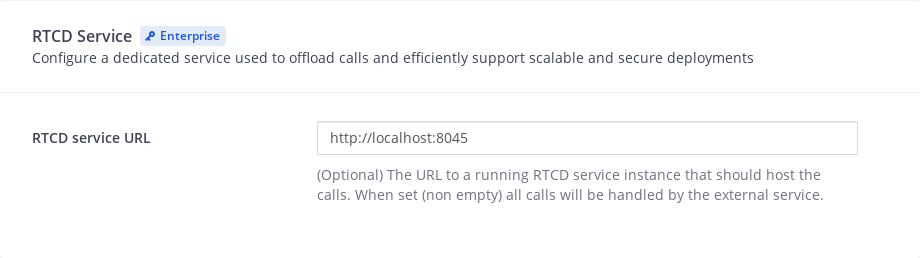 RTCD Service Enterprise
Configure a dedicated service used to offload calls and efficiently support scalable and secure deployments
RTCD service URL http://localhost:8045
(Optional) The URL to a running RTCD service instance that should host the
calls. When set (non empty) all calls will be handled by the external service.